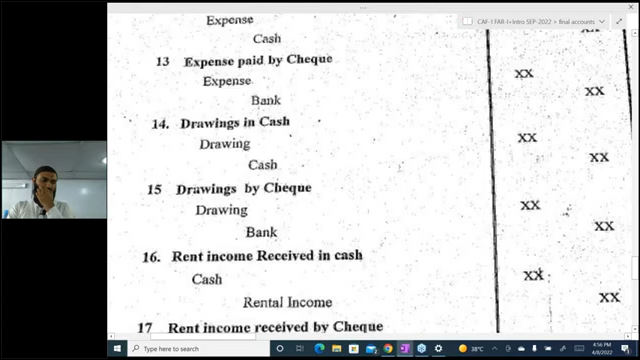 CAF-1 FAR-I+Intro SEP-2022 > final accounts
Expense
Cash
xx
13 Expense paid by Cheque
Expense
xx
Bank
xx
14. Drawings in Cash
Drawing
xx
Cash
xx
15 Drawings by Cheque
Drawing
xx
Bank
xx
16. Rent income Received in cash
Cash
xx
Rental Income
xx
17 Rent income received by Cheque
Type here to search
38°C
4:56 PM
4/8/2022